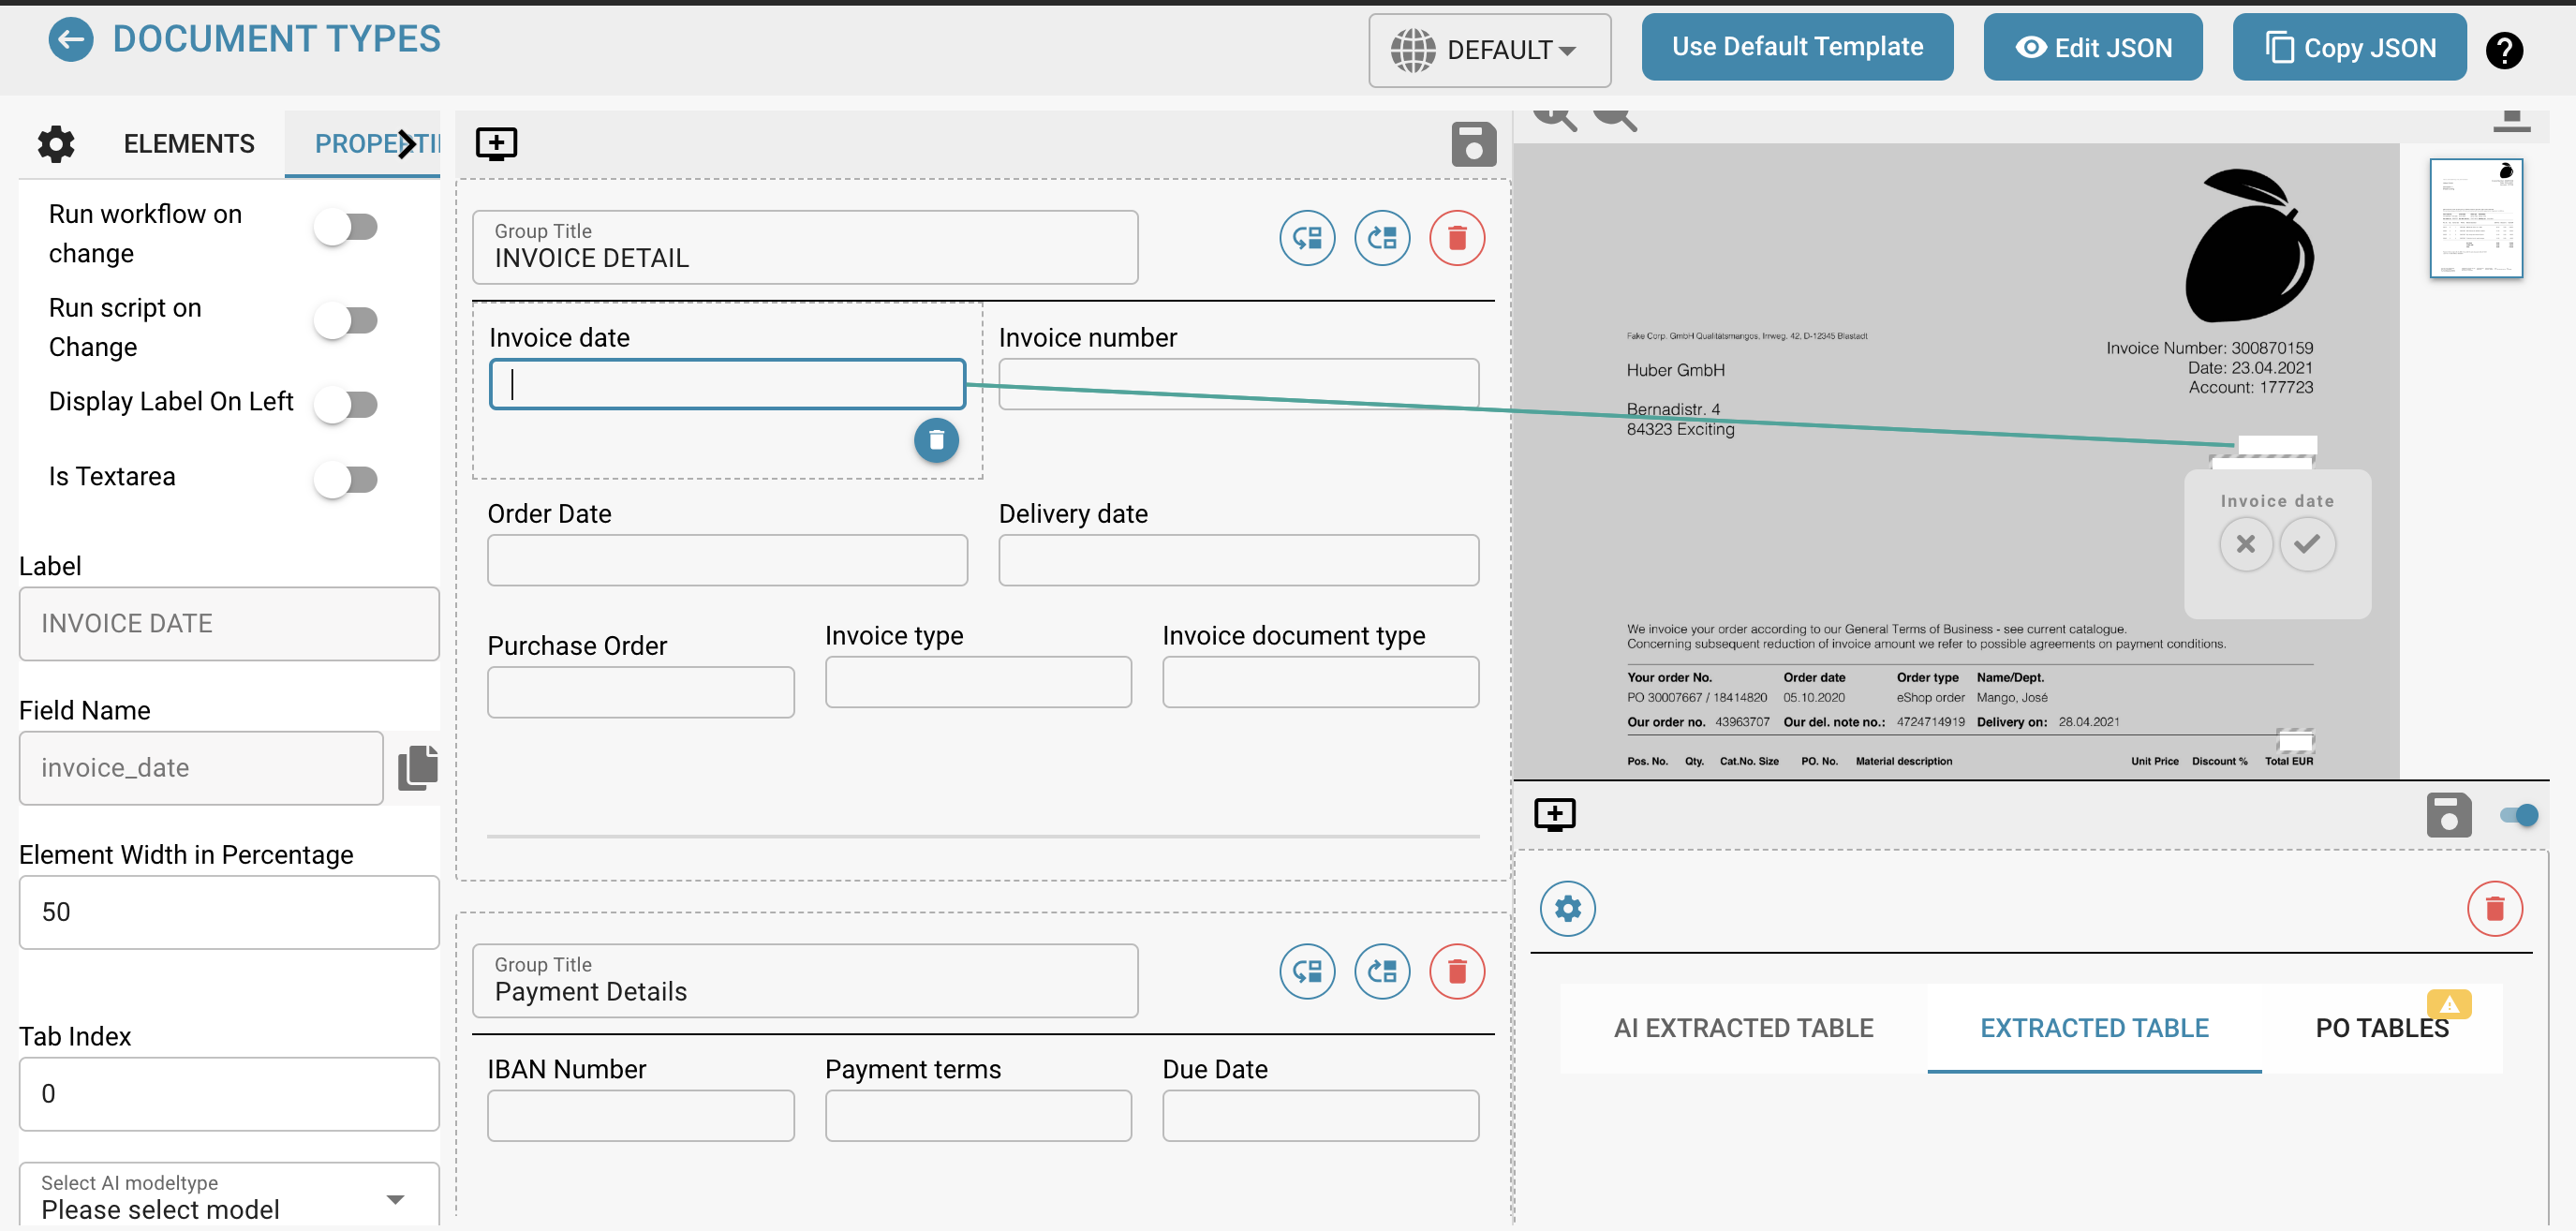 DOCUMENT TYPES
DEFAULT
Use Default Template
Edit JSON
Copy JSON
?
ELEMENTS
PROPERTI
Run workflow on
change
Run script on
Change
Display Label On Left
Is Textarea
Label
INVOICE DATE
Field Name
invoice_date
Element Width in Percentage
50
Tab Index
0
Select AI modeltype
Please select model
Group Title
INVOICE DETAIL
Invoice date
Invoice number
Order Date
Delivery date
Purchase Order
Invoice type
Invoice document type
Group Title
Payment Details
IBAN Number
Payment terms
Due Date
Fake Corp. GmbH Qualitätsmangos, Irrweg. 42, D-12345 Blastadt
Huber GmbH
Bernadistr. 4
84323 Exciting
Invoice Number: 300870159
Date: 23.04.2021
Account: 177723
Invoice date
We invoice your order according to our General Terms of Business - see current catalogue.
Concerning subsequent reduction of invoice amount we refer to possible agreements on payment conditions.
Your order No. Order date Order type Name/Dept.
PO 30007667 / 18414820 05.10.2020 eShop order Mango, José
Our order no. 43963707 Our del. note no.: 4724714919 Delivery on: 28.04.2021
Pos. No. Qty. Cat.No. Size PO. No. Material description Unit Price Discount % Total EUR
AI EXTRACTED TABLE
EXTRACTED TABLE
PO TABLES